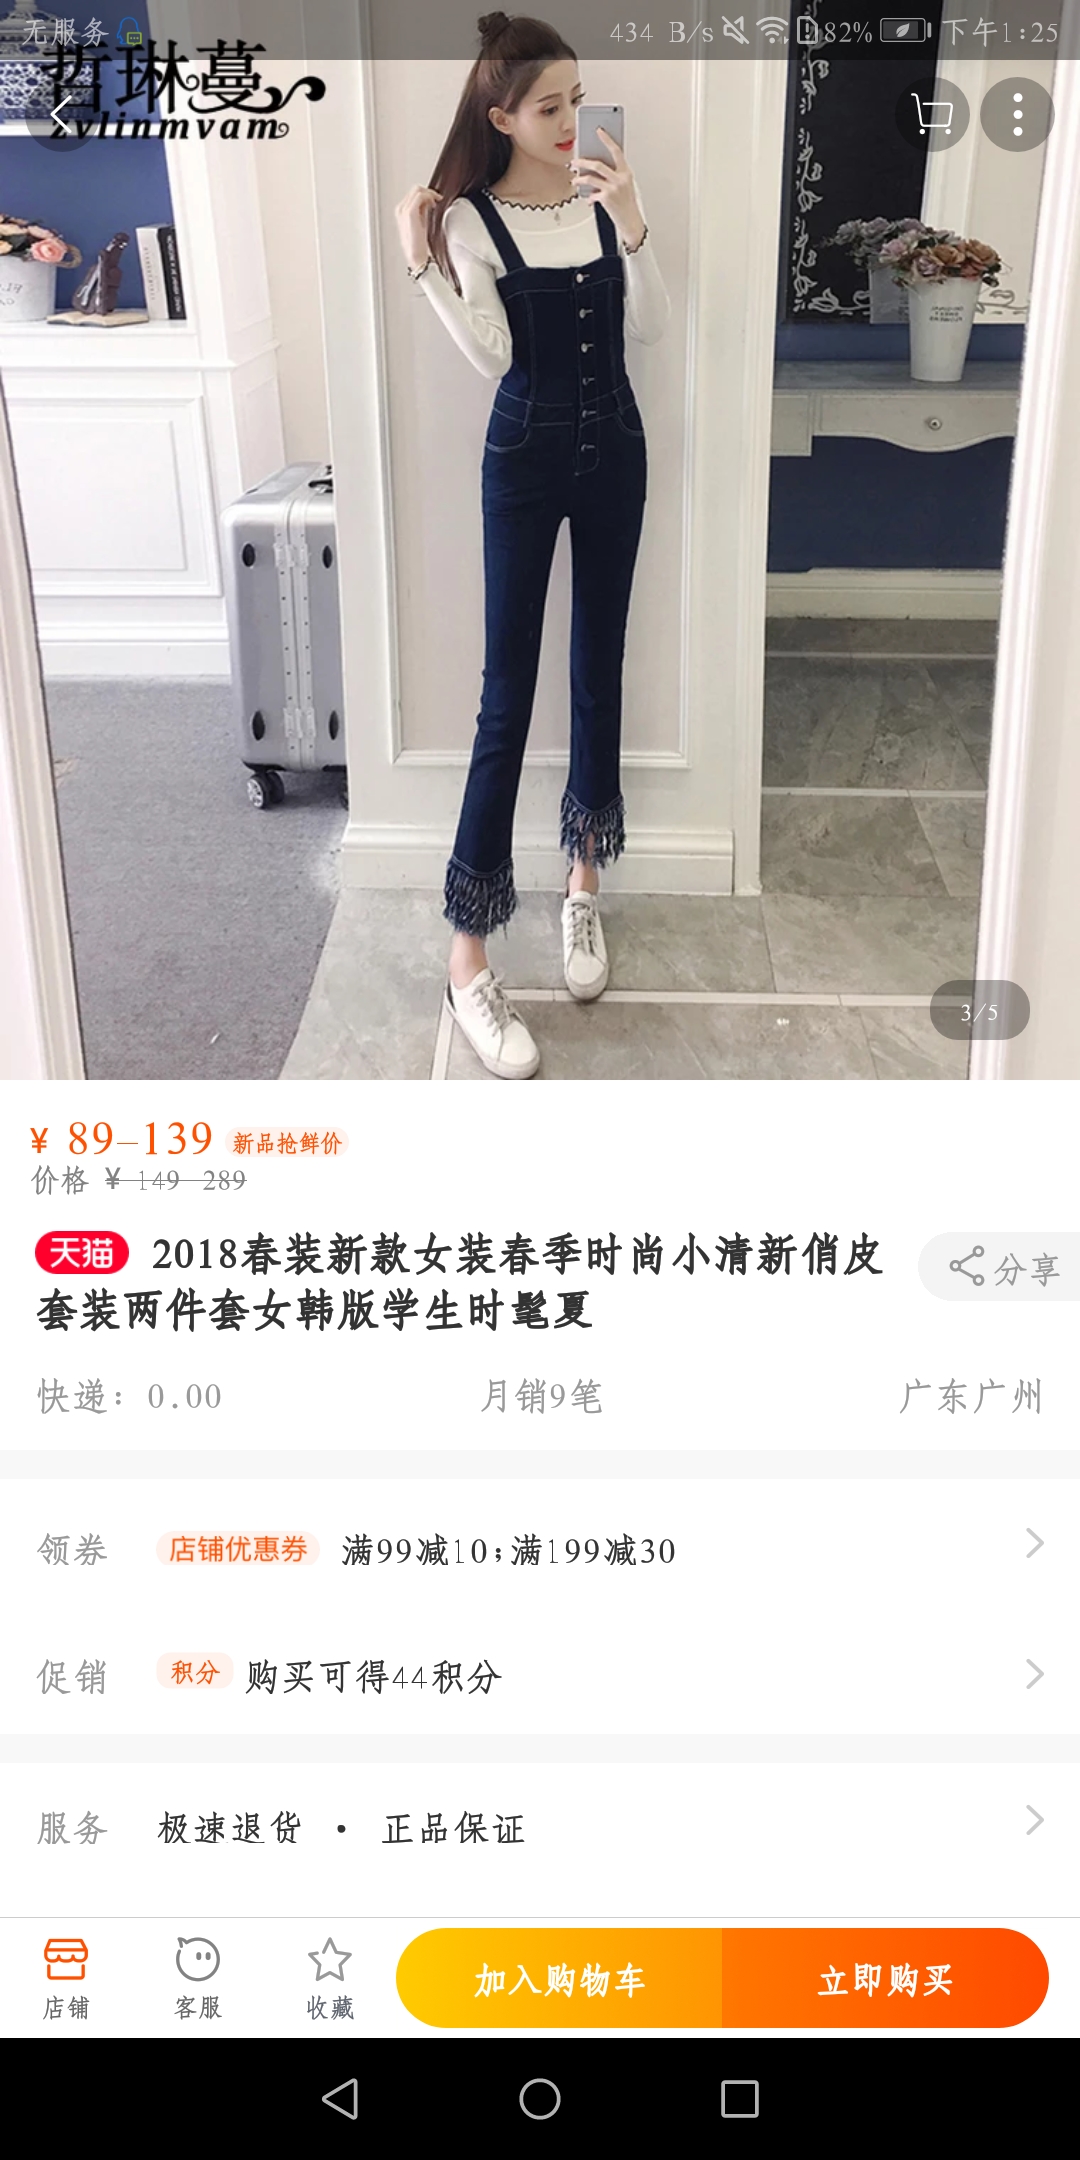 无服务 434 B/s 82% 下午1:25
哲琳蔓
zvlinmvam
3/5
¥ 89-139 新品抢鲜价
价格 ¥ 149-289
天猫 2018春装新款女装春季时尚小清新俏皮
套装两件套女韩版学生时髦夏
分享
快递: 0.00 月销9笔 广东广州
领券 店铺优惠券 满99减10;满199减30
促销 积分 购买可得44积分
服务 极速退货 · 正品保证
店铺 客服 收藏 加入购物车 立即购买